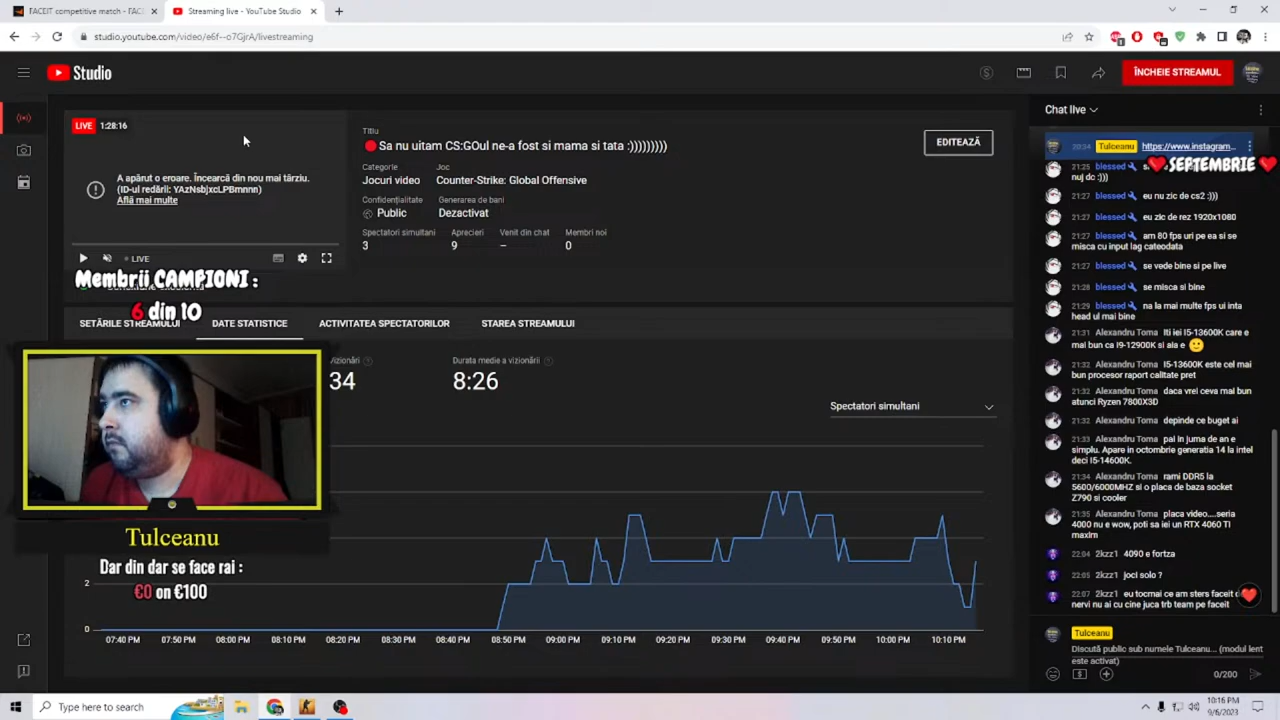 FACEIT competitive match - FACE
Streaming live - YouTube Studio
studio.youtube.com/video/e6f--o7GjrA/livestreaming
Studio
ÎNCHEIE STREAMUL
LIVE 1:28:16
A apărut o eroare. Încearcă din nou mai târziu.
(ID-ul redării: YAzNsbjxcLPBmnnn)
Află mai multe
LIVE
Titlu
Sa nu uitam CS:GOul ne-a fost si mama si tata :)))))))))
Categorie
Jocuri video Counter-Strike: Global Offensive
Confidențialitate Generarea de bani
Public Dezactivat
Spectatori simultani Aprecieri Venit din chat Membri noi
3 9 – 0
EDITEAZĂ
Membrii CAMPIONI :
6 din 10
SETĂRILE STREAMULUI DATE STATISTICE ACTIVITATEA SPECTATORILOR STAREA STREAMULUI
34
Durata medie a vizionării
8:26
Spectatori simultani
2
0
07:40 PM 07:50 PM 08:00 PM 08:10 PM 08:20 PM 08:30 PM 08:40 PM 08:50 PM 09:00 PM 09:10 PM 09:20 PM 09:30 PM 09:40 PM 09:50 PM 10:00 PM 10:10 PM
Tulceanu
Dar din dar se face rai :
€0 on €100
Chat live
20:34 Tulceanu https://www.instagram...
SEPTEMBRIE
21:25 blessed
nuj dc :)))
21:27 blessed eu nu zic de cs2 :)))
21:27 blessed eu zic de rez 1920x1080
21:27 blessed am 80 fps uri pe ea si se
misca cu input lag cateodata
21:27 blessed se vede bine si pe live
21:28 blessed se misca si bine
21:29 blessed na la mai multe fps ui inta
head ul mai bine
21:31 Alexandru Toma Iti iei I5-13600K care e
mai bun ca I9-12900K si aia e
21:32 Alexandru Toma I5-13600K este cel mai
bun procesor raport calitate pret
21:32 Alexandru Toma daca vrei ceva mai bun
atunci Ryzen 7800X3D
21:32 Alexandru Toma depinde ce buget ai
21:33 Alexandru Toma pai in juma de an e
simplu. Apare in octombrie generatia 14 la intel
deci I5-14600K.
21:34 Alexandru Toma rami DDR5 la
5600/6000MHZ si o placa de baza socket
Z790 si cooler
21:35 Alexandru Toma placa video....seria
4000 nu e wow, poti sa iei un RTX 4060 TI
maxim
22:04 2kzz1 4090 e fortza
22:05 2kzz1 joci solo ?
22:07 2kzz1 eu tocmai ce am sters faceit
nervi nu ai cu cine juca trb team pe faceit
Tulceanu
Discută public sub numele Tulceanu... (modul lent
este activat)
0/200
Type here to search
10:16 PM
9/6/2023